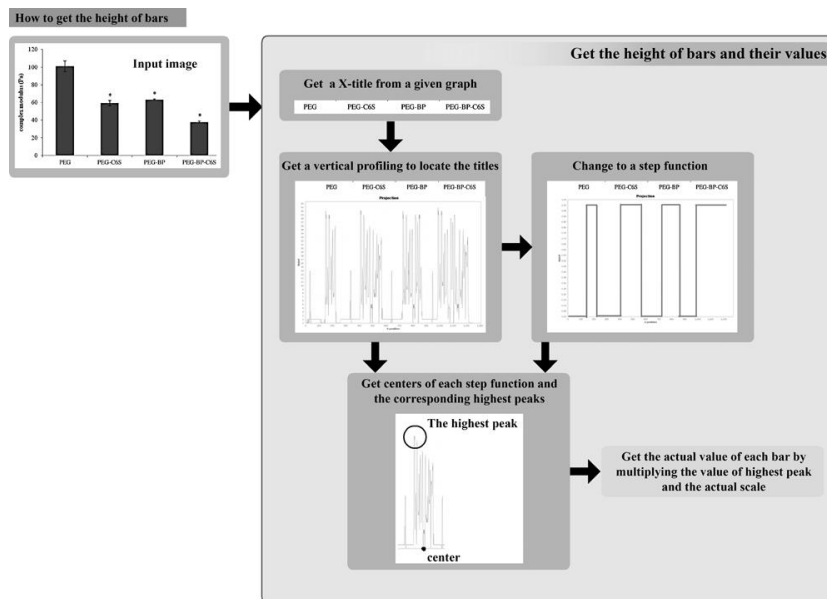 How to get the height of bars
Input image
complex modulus (Pa)
120
100
80
60
40
20
0
*
*
*
PEG
PEG-C6S
PEG-BP
PEG-BP-C6S
Get the height of bars and their values
Get a X-title from a given graph
PEG PEG-C6S PEG-BP PEG-BP-C6S
Get a vertical profiling to locate the titles
PEG PEG-C6S PEG-BP PEG-BP-C6S
Projection
Change to a step function
PEG PEG-C6S PEG-BP PEG-BP-C6S
Projection
Get centers of each step function and
the corresponding highest peaks
The highest peak
center
Get the actual value of each bar by
multiplying the value of highest peak
and the actual scale